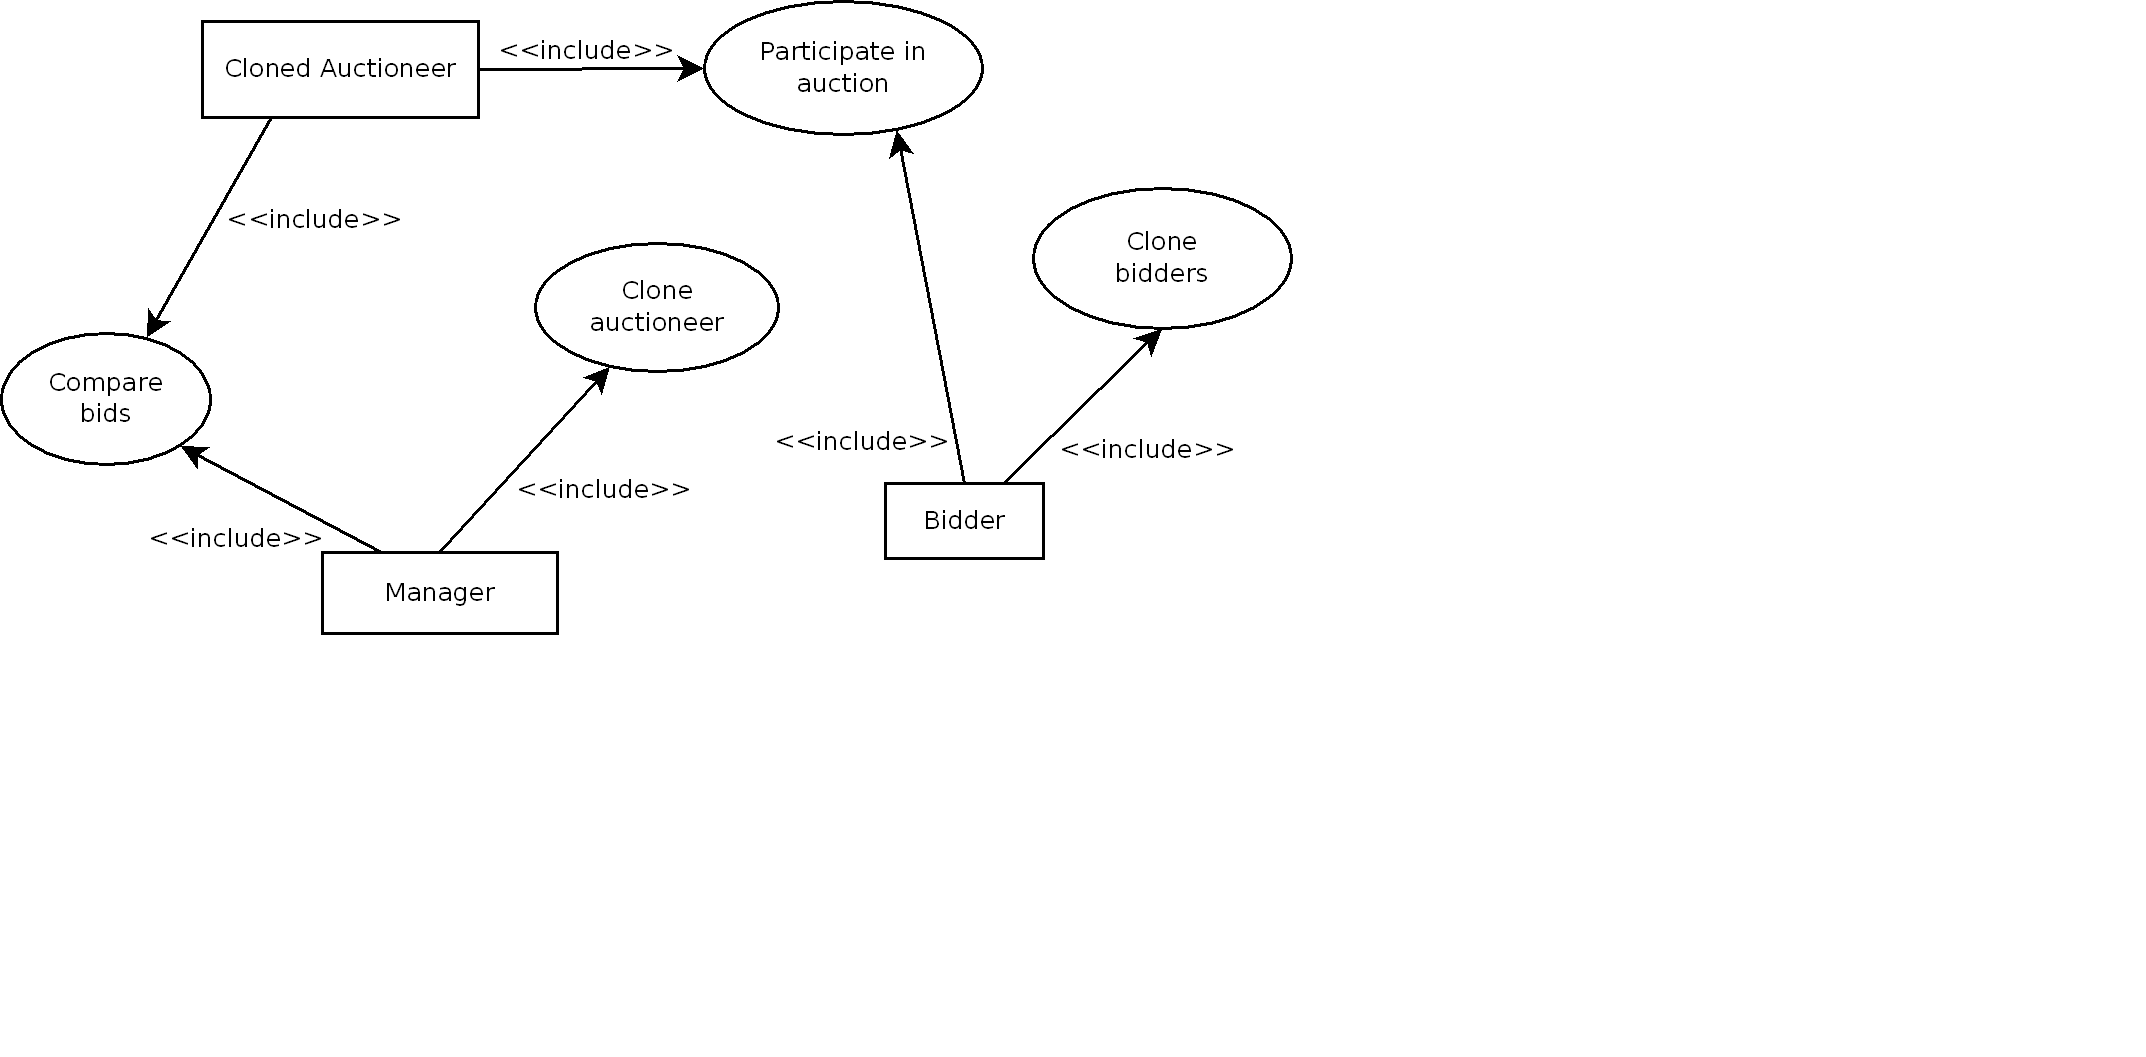 Cloned Auctioneer
<<include>>
Participate in
auction
<<include>>
Clone
bidders
Clone
auctioneer
Compare
bids
<<include>>
<<include>>
<<include>>
<<include>>
Bidder
Manager